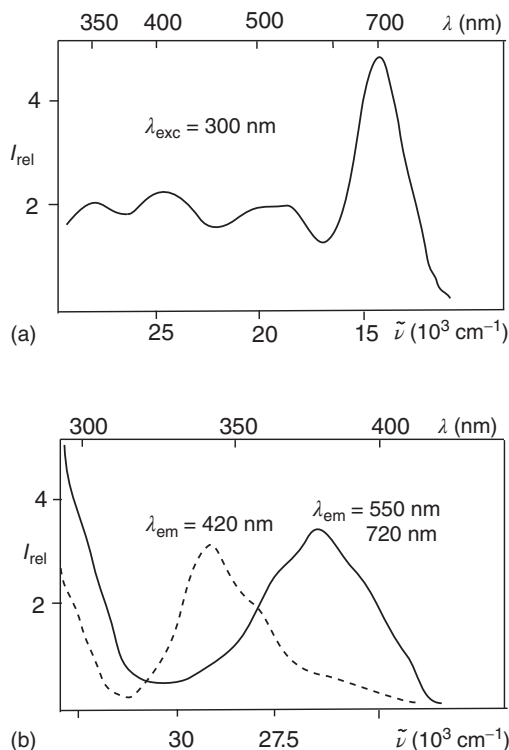 350 400 500 700 λ (nm)
4
λexc = 300 nm
Irel
2
(a)
25 20 15 ν̃ (10³ cm⁻¹)
300 350 400 λ (nm)
4
λem = 420 nm λem = 550 nm
720 nm
Irel
2
(b)
30 27.5 ν̃ (10³ cm⁻¹)